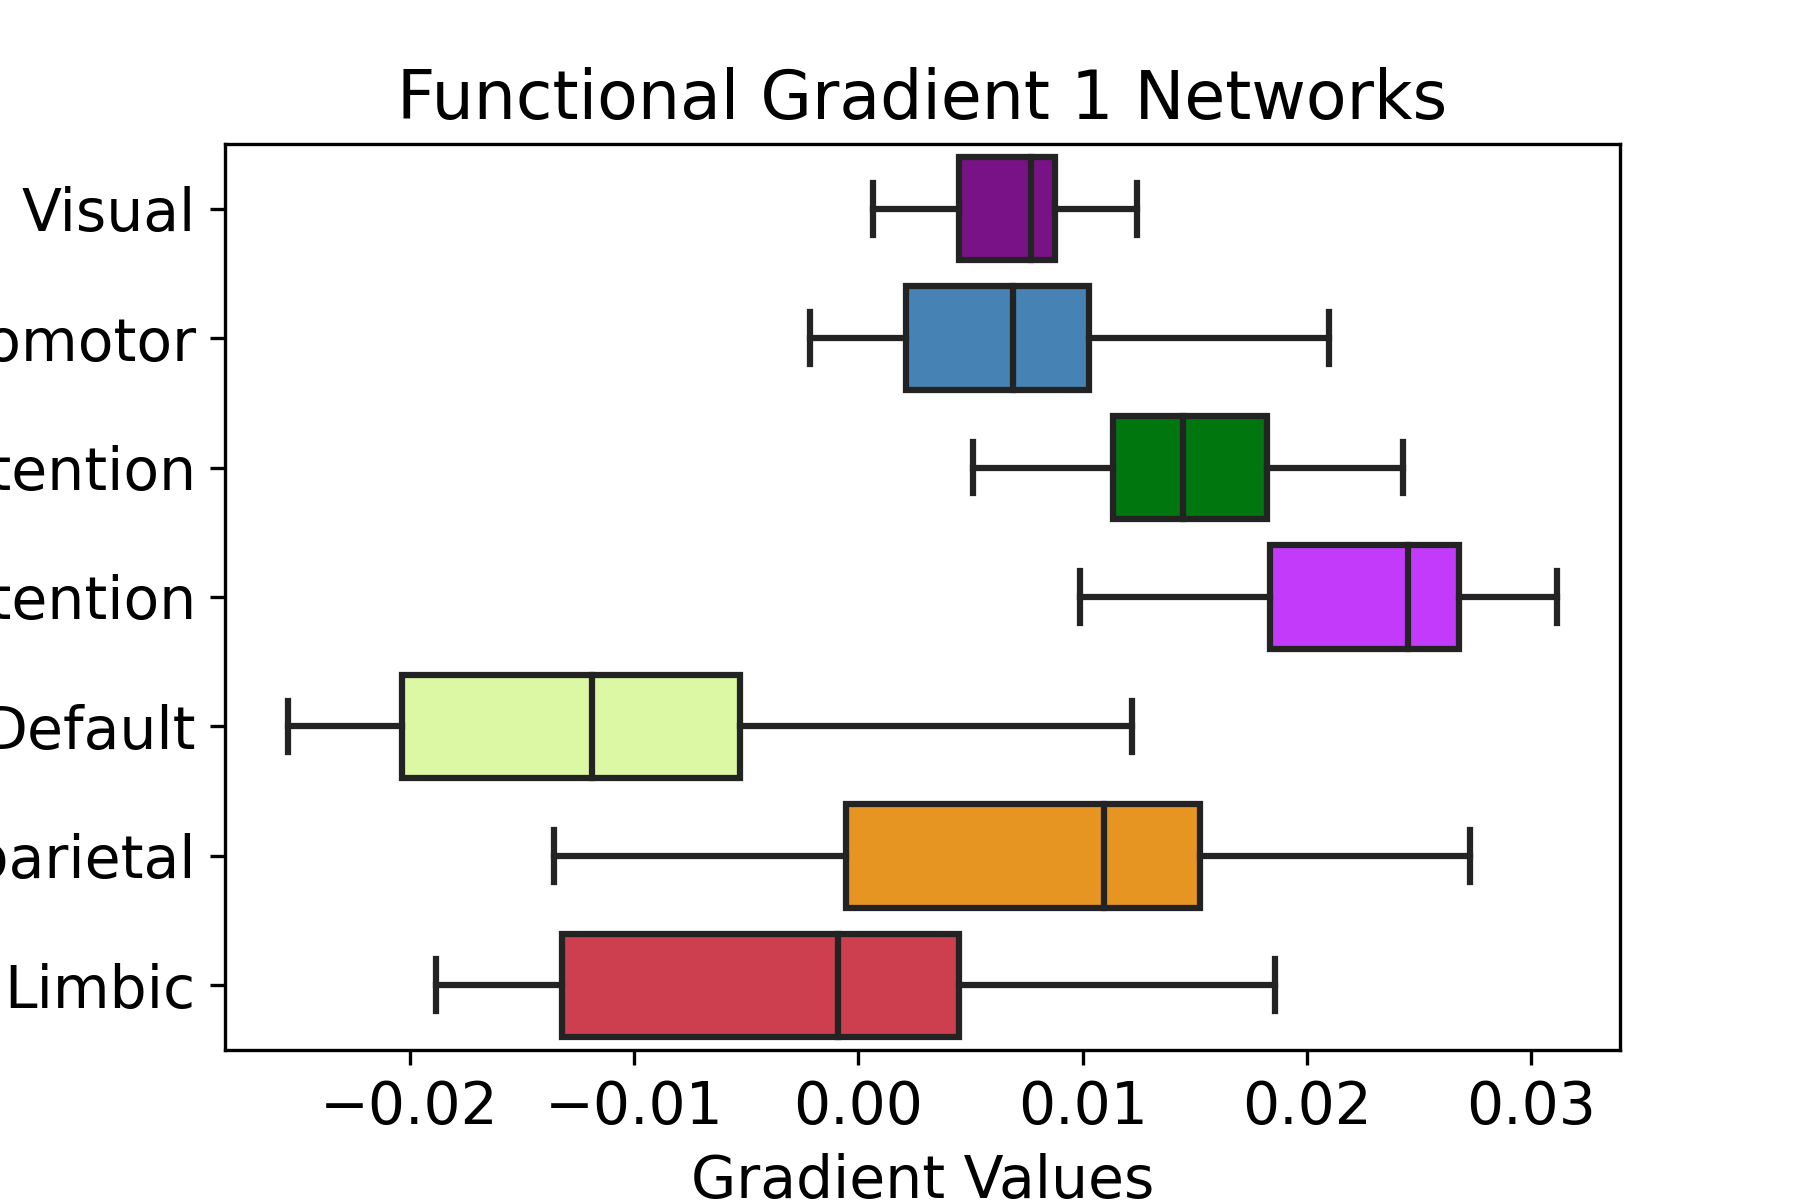 Functional Gradient 1 Networks
Visual
omotor
tention
tention
Default
parietal
Limbic
−0.02 −0.01 0.00 0.01 0.02 0.03
Gradient Values